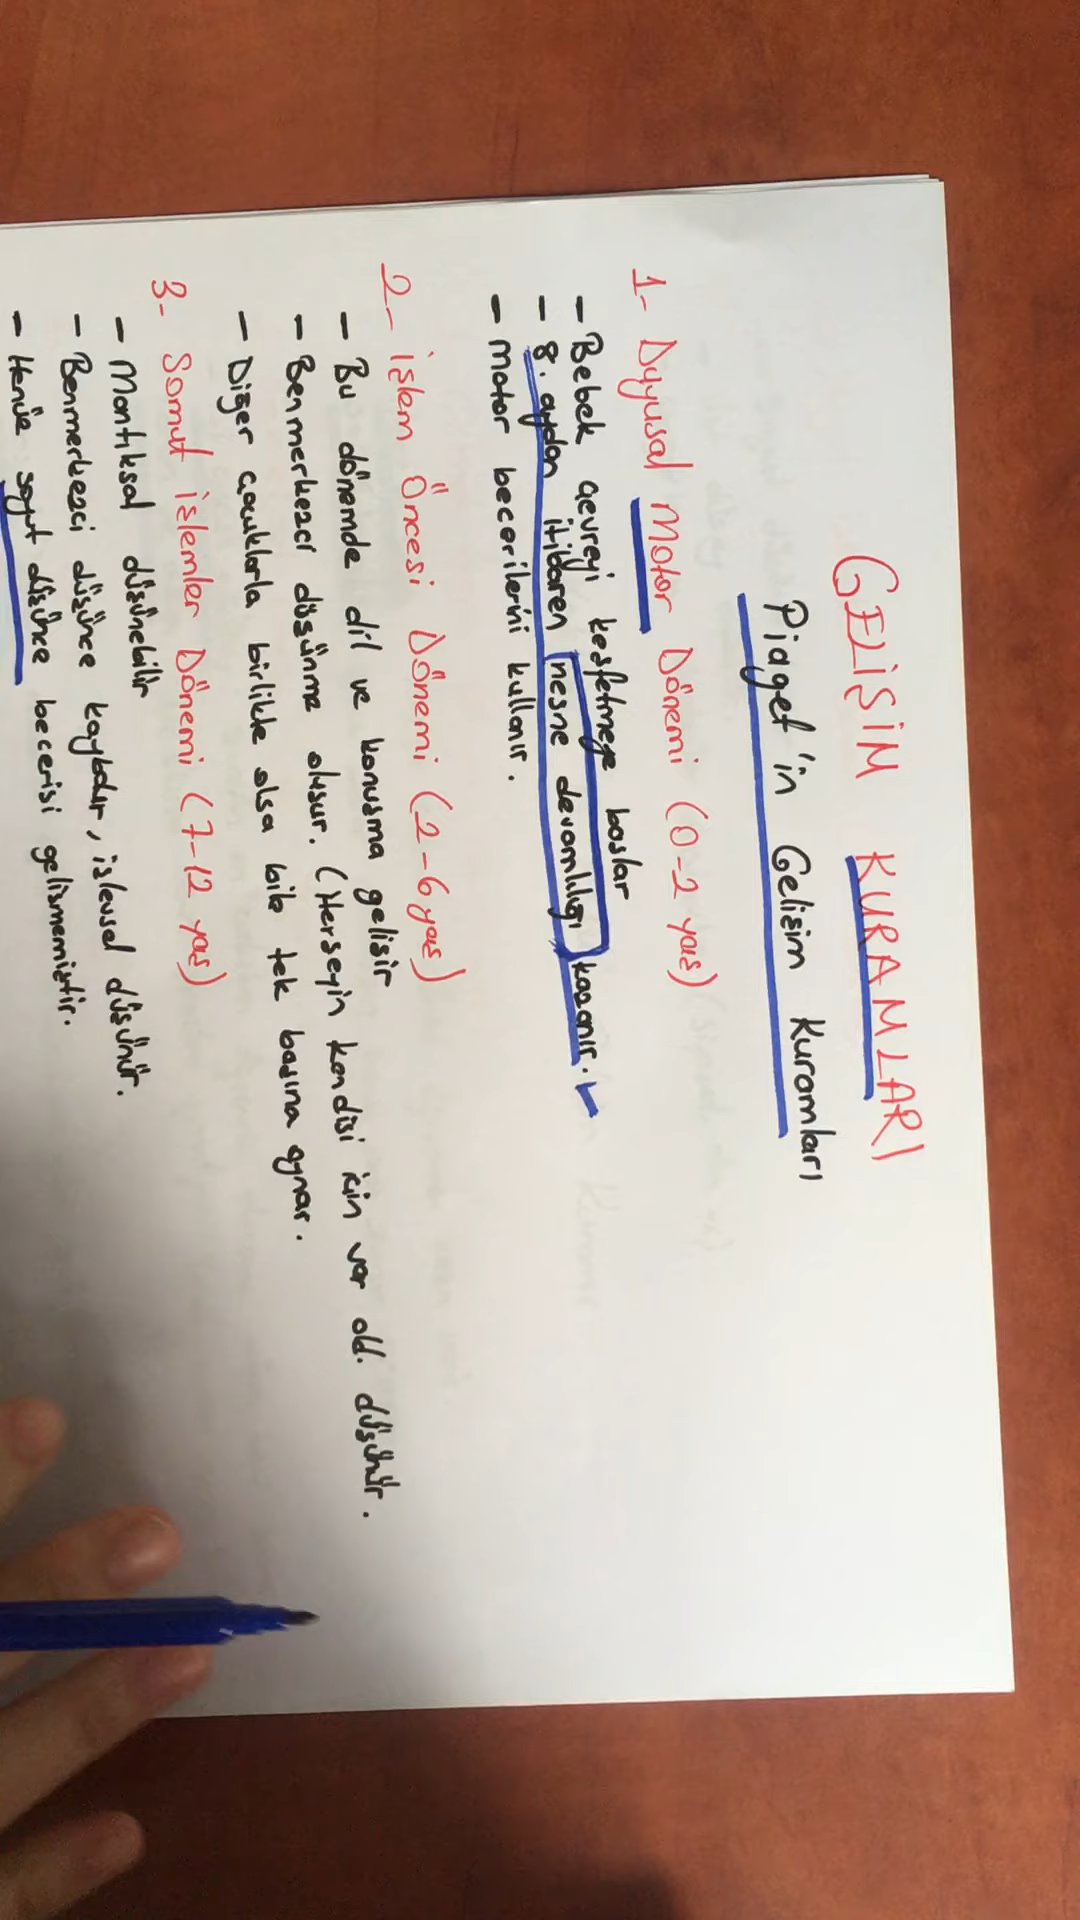 GELİŞİM KURAMLARI
Piaget'in Gelişim Kuramları
1- Duyusal Motor Dönemi (0-2 yaş)
- Bebek çevreyi keşfetmeye başlar
- 8. aydan itibaren nesne devamlılığı kazanır.
- Motor becerilerini kullanır.
2- İşlem Öncesi Dönemi (2-6 yaş)
- Bu dönemde dil ve konuşma gelişir
- Benmerkezci düşünme oluşur. (Herşeyin kendisi için var old. düşünür.
- Diğer çocuklarla birlikte olsa bile tek başına oynar.
3- Somut işlemler Dönemi (7-12 yaş)
- Mantıksal düşünebilir
- Benmerkezci düşünce kaybolur, işlevsel düşünür.
- Henüz soyut düşünce becerisi gelişmemiştir.